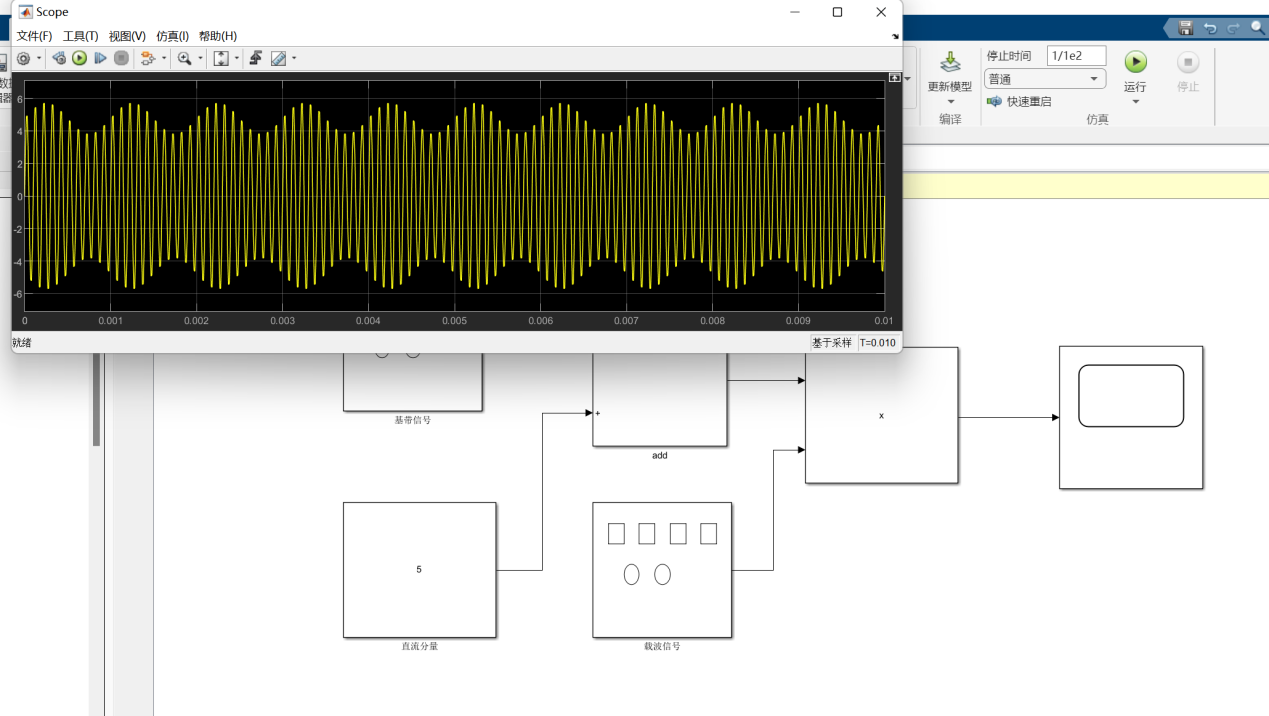 Scope
文件(F) 工具(T) 视图(V) 仿真(I) 帮助(H)
停止时间 1/1e2
普通
快速重启
更新模型
运行
停止
编译
仿真
6
4
2
0
-2
-4
-6
0 0.001 0.002 0.003 0.004 0.005 0.006 0.007 0.008 0.009 0.01
就绪
基于采样 T=0.010
基带信号
+
add
x
5
直流分量
载波信号